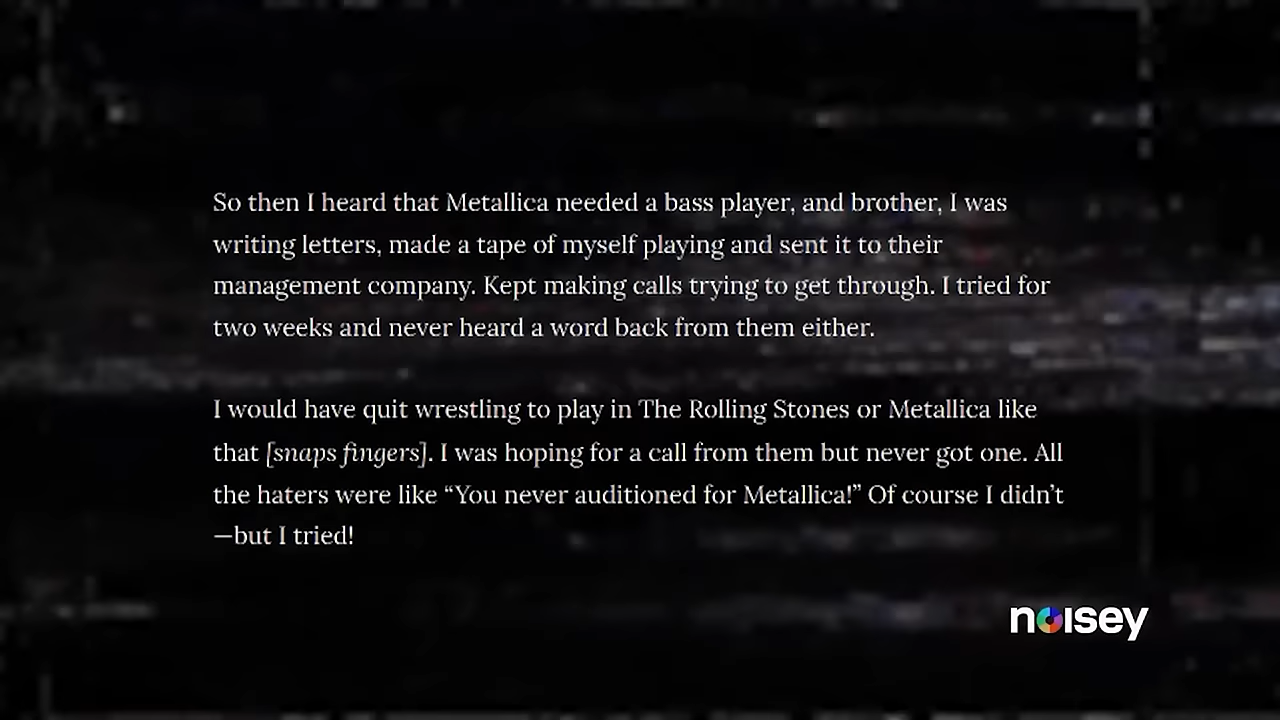 So then I heard that Metallica needed a bass player, and brother, I was
writing letters, made a tape of myself playing and sent it to their
management company. Kept making calls trying to get through. I tried for
two weeks and never heard a word back from them either.
I would have quit wrestling to play in The Rolling Stones or Metallica like
that [snaps fingers]. I was hoping for a call from them but never got one. All
the haters were like “You never auditioned for Metallica!” Of course I didn’t
—but I tried!
noisey